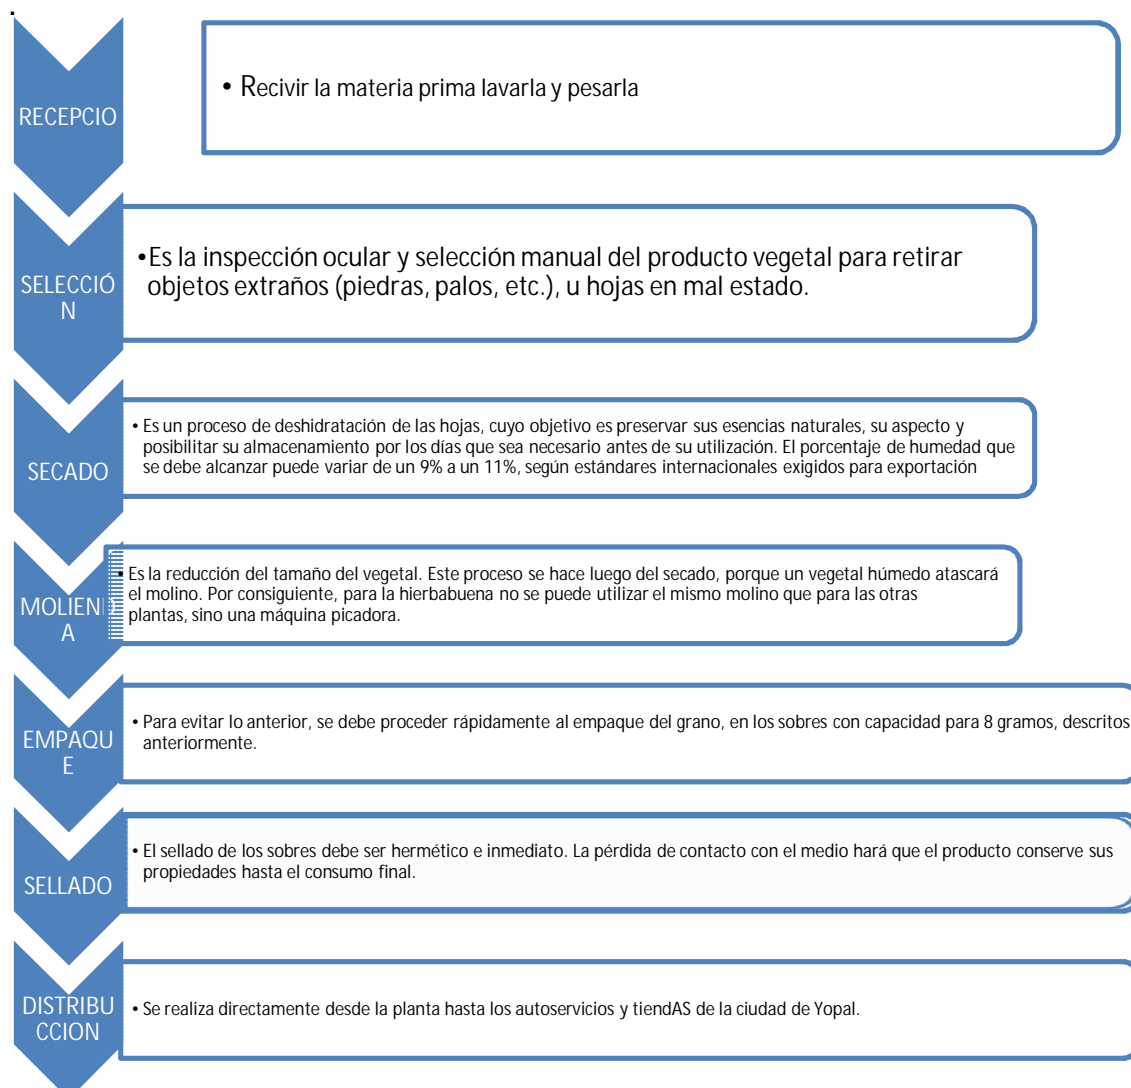 .
RECEPCIO
• Recivir la materia prima lavarla y pesarla
SELECCIÓ
N
•Es la inspección ocular y selección manual del producto vegetal para retirar
objetos extraños (piedras, palos, etc.), u hojas en mal estado.
SECADO
• Es un proceso de deshidratación de las hojas, cuyo objetivo es preservar sus esencias naturales, su aspecto y
posibilitar su almacenamiento por los días que sea necesario antes de su utilización. El porcentaje de humedad que
se debe alcanzar puede variar de un 9% a un 11%, según estándares internacionales exigidos para exportación
MOLIEND
A
• Es la reducción del tamaño del vegetal. Este proceso se hace luego del secado, porque un vegetal húmedo atascará
el molino. Por consiguiente, para la hierbabuena no se puede utilizar el mismo molino que para las otras
plantas, sino una máquina picadora.
EMPAQU
E
• Para evitar lo anterior, se debe proceder rápidamente al empaque del grano, en los sobres con capacidad para 8 gramos, descritos
anteriormente.
SELLADO
• El sellado de los sobres debe ser hermético e inmediato. La pérdida de contacto con el medio hará que el producto conserve sus
propiedades hasta el consumo final.
DISTRIBU
CCION
• Se realiza directamente desde la planta hasta los autoservicios y tiendAS de la ciudad de Yopal.